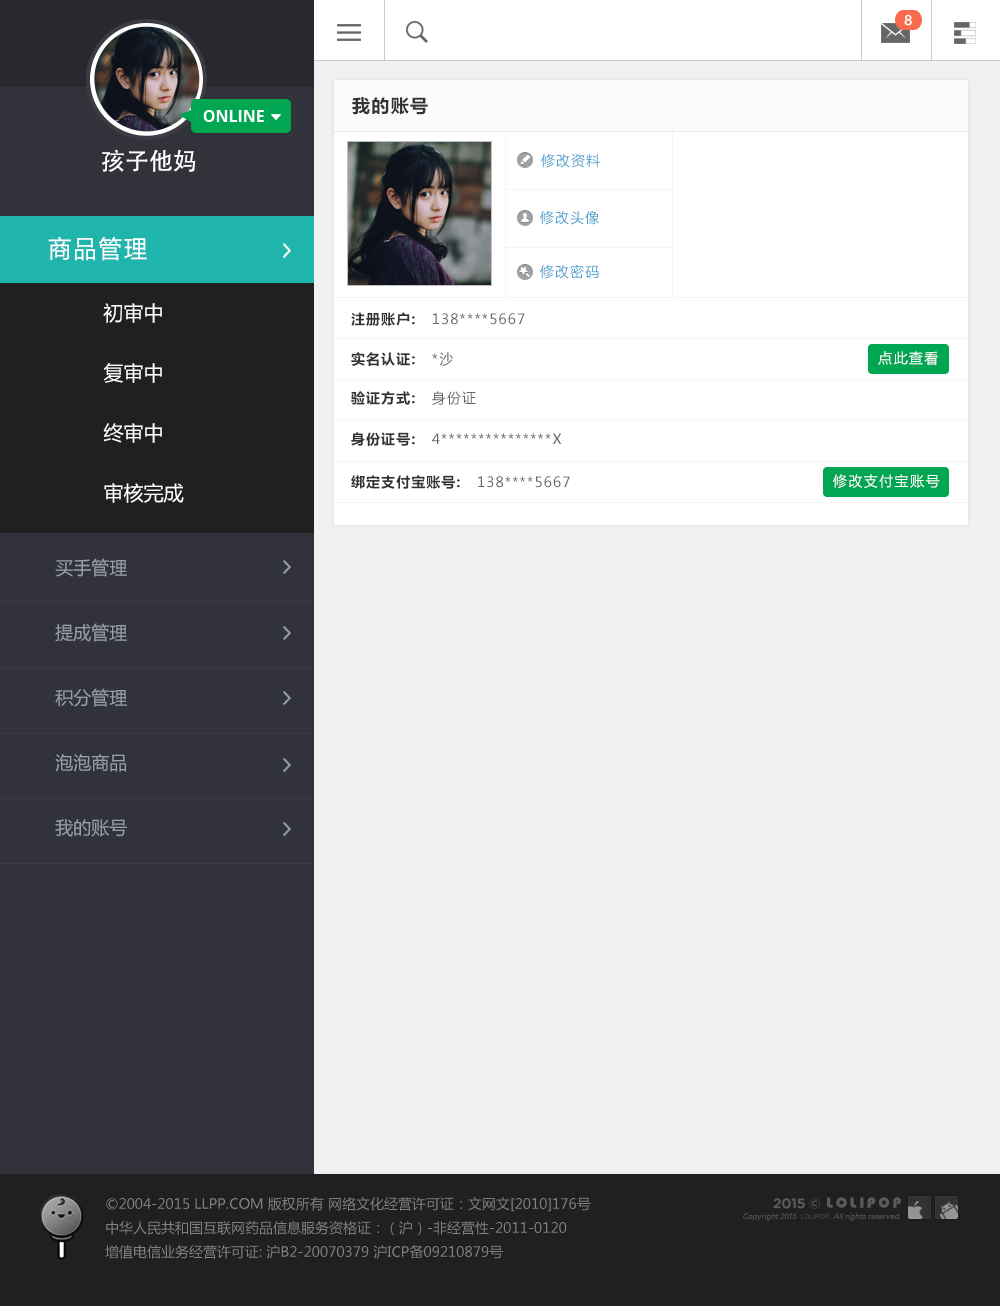 8
ONLINE
孩子他妈
商品管理
初审中
复审中
终审中
审核完成
买手管理
提成管理
积分管理
泡泡商品
我的账号
我的账号
修改资料
修改头像
修改密码
注册账户: 138****5667
实名认证: *沙 点此查看
验证方式: 身份证
身份证号: 4***************X
绑定支付宝账号: 138****5667 修改支付宝账号
©2004-2015 LLPP.COM 版权所有 网络文化经营许可证：文网文[2010]176号
中华人民共和国互联网药品信息服务资格证：（沪）-非经营性-2011-0120
增值电信业务经营许可证: 沪B2-20070379 沪ICP备09210879号
2015 © LOLIPOP
Copyright 2015 LOLIPOP. All rights reserved.